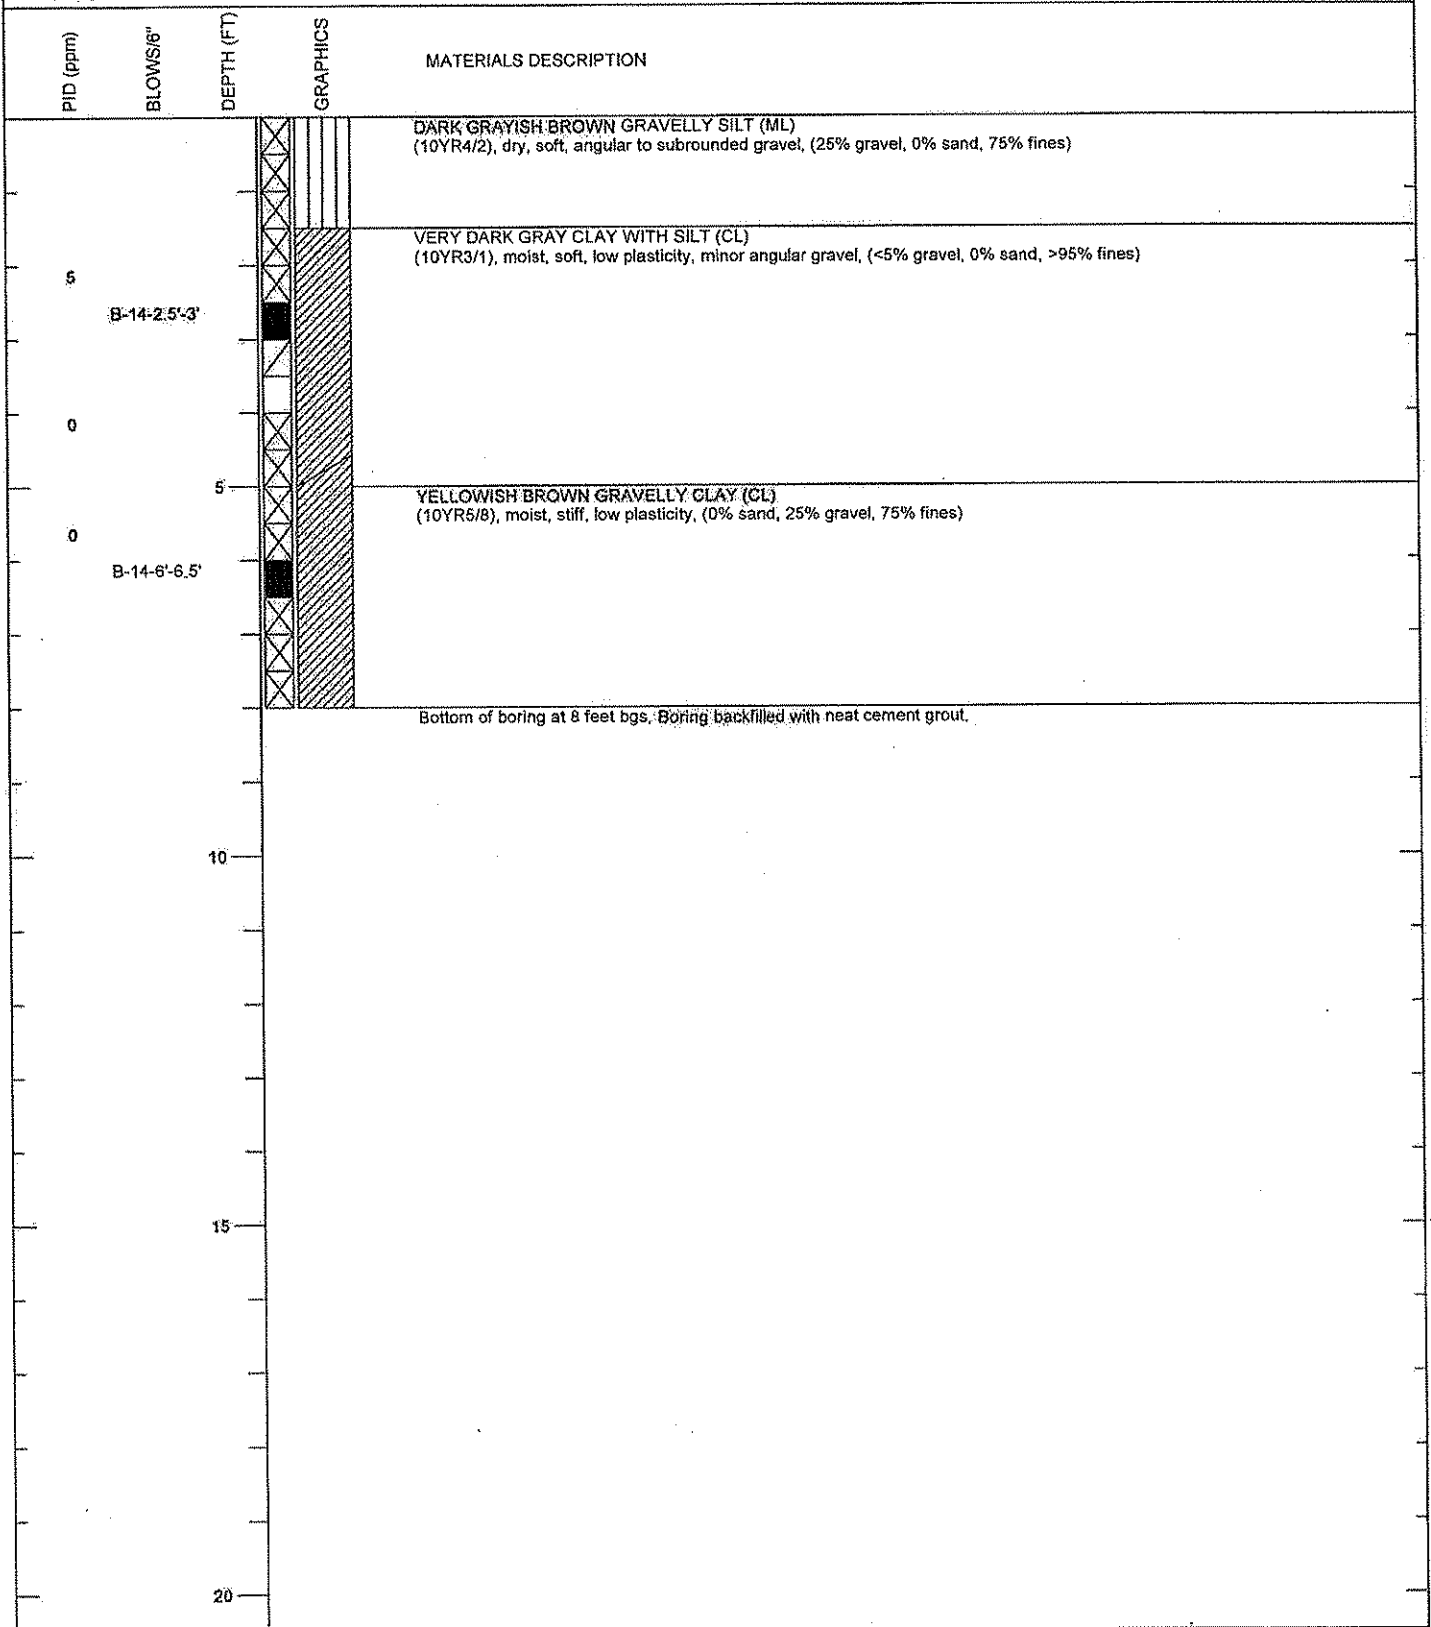 PID (ppm)
BLOWS/6"
DEPTH (FT)
GRAPHICS
MATERIALS DESCRIPTION
DARK GRAYISH BROWN GRAVELLY SILT (ML)
(10YR4/2), dry, soft, angular to subrounded gravel, (25% gravel, 0% sand, 75% fines)
VERY DARK GRAY CLAY WITH SILT (CL)
(10YR3/1), moist, soft, low plasticity, minor angular gravel, (<5% gravel, 0% sand, >95% fines)
5
B-14-2.5'-3'
0
5
YELLOWISH BROWN GRAVELLY CLAY (CL)
(10YR5/8), moist, stiff, low plasticity, (0% sand, 25% gravel, 75% fines)
0
B-14-6'-6.5'
Bottom of boring at 8 feet bgs, Boring backfilled with neat cement grout.
10
15
20